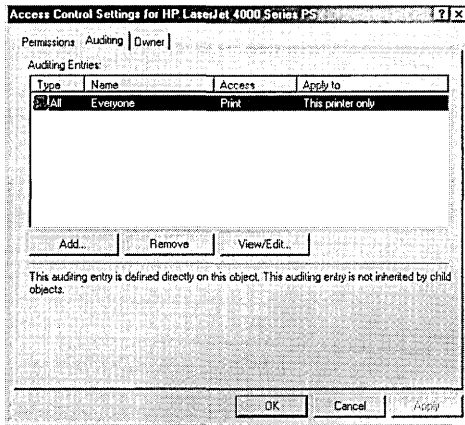 Access Control Settings for HP LaserJet 4000 Series PS ? X
Permissions Auditing Owner
Auditing Entries:
Type Name Access Apply to
All Everyone Print This printer only
Add... Remove View/Edit...
This auditing entry is defined directly on this object. This auditing entry is not inherited by child
objects.
OK Cancel Apply